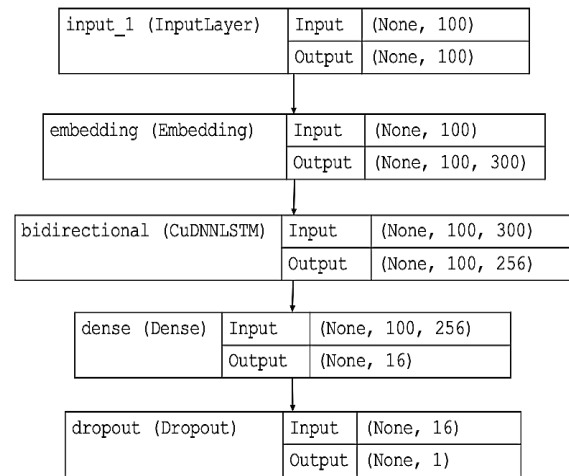 input_1 (InputLayer) Input (None, 100)
Output (None, 100)
embedding (Embedding) Input (None, 100)
Output (None, 100, 300)
bidirectional (CuDNNLSTM) Input (None, 100, 300)
Output (None, 100, 256)
dense (Dense) Input (None, 100, 256)
Output (None, 16)
dropout (Dropout) Input (None, 16)
Output (None, 1)